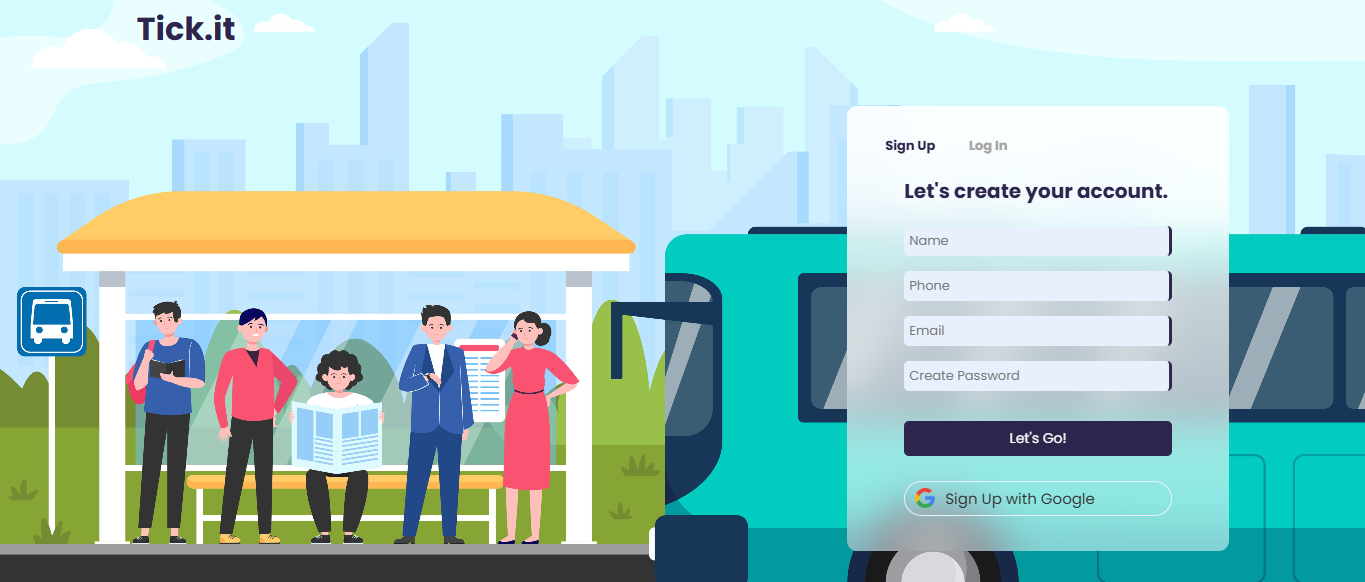 Tick.it
Sign Up
Log In
Let's create your account.
Name
Phone
Email
Create Password
Let's Go!
Sign Up with Google